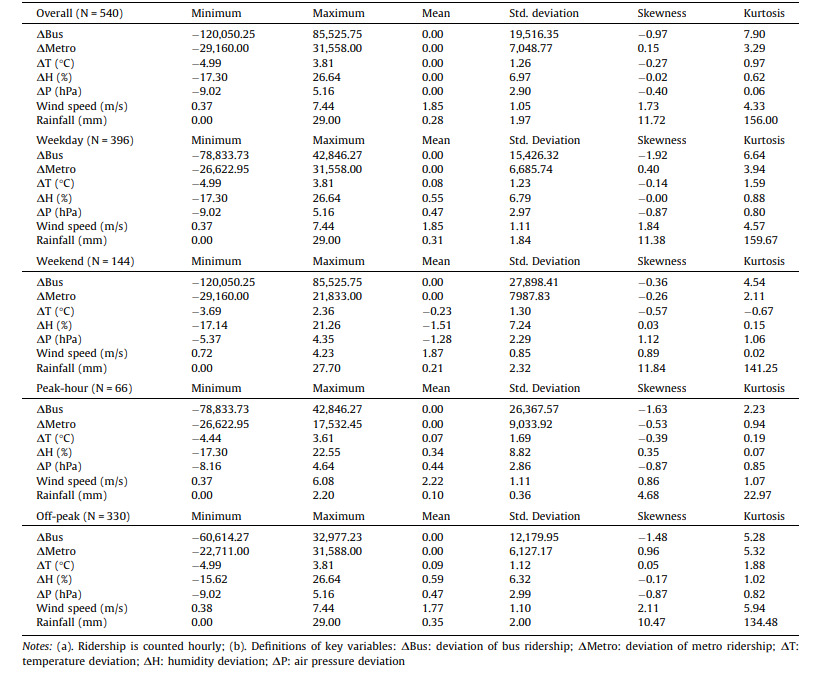 Overall (N = 540) Minimum Maximum Mean Std. deviation Skewness Kurtosis
ΔBus −120,050.25 85,525.75 0.00 19,516.35 −0.97 7.90
ΔMetro −29,160.00 31,558.00 0.00 7,048.77 0.15 3.29
ΔT (°C) −4.99 3.81 0.00 1.26 −0.27 0.97
ΔH (%) −17.30 26.64 0.00 6.97 −0.02 0.62
ΔP (hPa) −9.02 5.16 0.00 2.90 −0.40 0.06
Wind speed (m/s) 0.37 7.44 1.85 1.05 1.73 4.33
Rainfall (mm) 0.00 29.00 0.28 1.97 11.72 156.00
Weekday (N = 396) Minimum Maximum Mean Std. Deviation Skewness Kurtosis
ΔBus −78,833.73 42,846.27 0.00 15,426.32 −1.92 6.64
ΔMetro −26,622.95 31,558.00 0.00 6,685.74 0.40 3.94
ΔT (°C) −4.99 3.81 0.08 1.23 −0.14 1.59
ΔH (%) −17.30 26.64 0.55 6.79 −0.00 0.88
ΔP (hPa) −9.02 5.16 0.47 2.97 −0.87 0.80
Wind speed (m/s) 0.37 7.44 1.85 1.11 1.84 4.57
Rainfall (mm) 0.00 29.00 0.31 1.84 11.38 159.67
Weekend (N = 144) Minimum Maximum Mean Std. Deviation Skewness Kurtosis
ΔBus −120,050.25 85,525.75 0.00 27,898.41 −0.36 4.54
ΔMetro −29,160.00 21,833.00 0.00 7987.83 −0.26 2.11
ΔT (°C) −3.69 2.36 −0.23 1.30 −0.57 −0.67
ΔH (%) −17.14 21.26 −1.51 7.24 0.03 0.15
ΔP (hPa) −5.37 4.35 −1.28 2.29 1.12 1.06
Wind speed (m/s) 0.72 4.23 1.87 0.85 0.89 0.02
Rainfall (mm) 0.00 27.70 0.21 2.32 11.84 141.25
Peak-hour (N = 66) Minimum Maximum Mean Std. Deviation Skewness Kurtosis
ΔBus −78,833.73 42,846.27 0.00 26,367.57 −1.63 2.23
ΔMetro −26,622.95 17,532.45 0.00 9,033.92 −0.53 0.94
ΔT (°C) −4.44 3.61 0.07 1.69 −0.39 0.19
ΔH (%) −17.30 22.55 0.34 8.82 0.35 0.07
ΔP (hPa) −8.16 4.64 0.44 2.86 −0.87 0.85
Wind speed (m/s) 0.37 6.08 2.22 1.11 0.86 1.07
Rainfall (mm) 0.00 2.20 0.10 0.36 4.68 22.97
Off-peak (N = 330) Minimum Maximum Mean Std. Deviation Skewness Kurtosis
ΔBus −60,614.27 32,977.23 0.00 12,179.95 −1.48 5.28
ΔMetro −22,711.00 31,588.00 0.00 6,127.17 0.96 5.32
ΔT (°C) −4.99 3.81 0.09 1.12 0.05 1.88
ΔH (%) −15.62 26.64 0.59 6.32 −0.17 1.02
ΔP (hPa) −9.02 5.16 0.47 2.99 −0.87 0.82
Wind speed (m/s) 0.38 7.44 1.77 1.10 2.11 5.94
Rainfall (mm) 0.00 29.00 0.35 2.00 10.47 134.48
Notes: (a). Ridership is counted hourly; (b). Definitions of key variables: ΔBus: deviation of bus ridership; ΔMetro: deviation of metro ridership; ΔT:
temperature deviation; ΔH: humidity deviation; ΔP: air pressure deviation